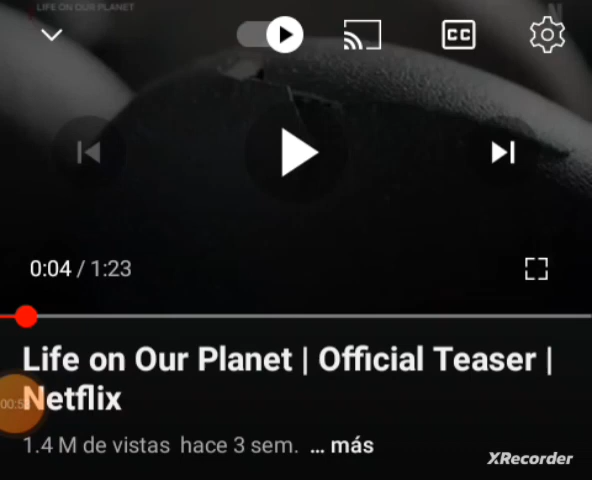 LIFE ON OUR PLANET
N
CC
0:04 / 1:23
Life on Our Planet | Official Teaser |
Netflix
1.4 M de vistas hace 3 sem. ... más
XRecorder